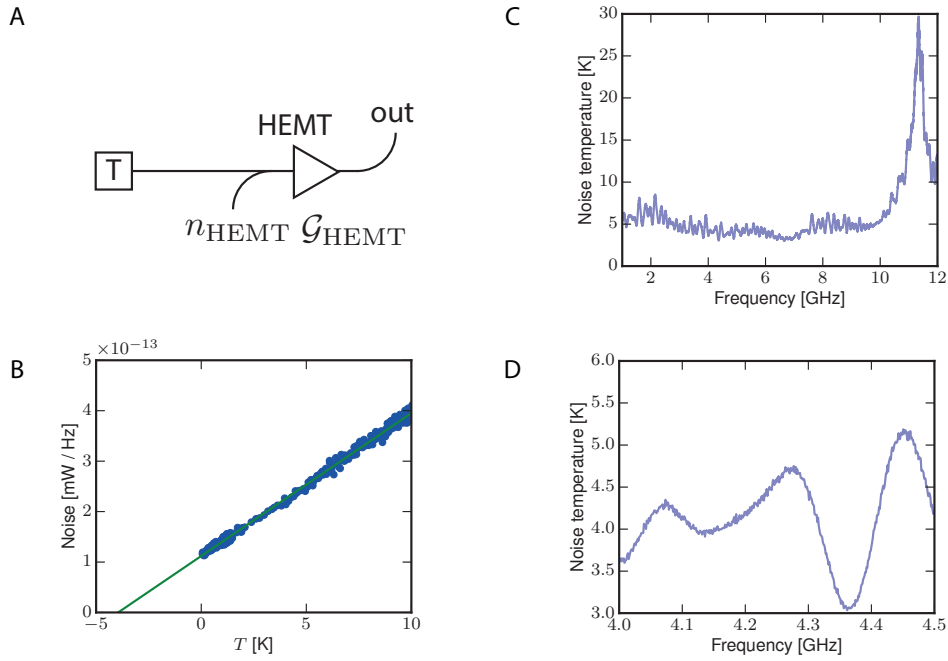 A
T
HEMT
out
n_HEMT G_HEMT
B
×10⁻¹³
5
4
3
2
1
0
−5
0
5
10
Noise [mW / Hz]
T [K]
C
30
25
20
15
10
5
0
2
4
6
8
10
12
Noise temperature [K]
Frequency [GHz]
D
6.0
5.5
5.0
4.5
4.0
3.5
3.0
4.0
4.1
4.2
4.3
4.4
4.5
Noise temperature [K]
Frequency [GHz]